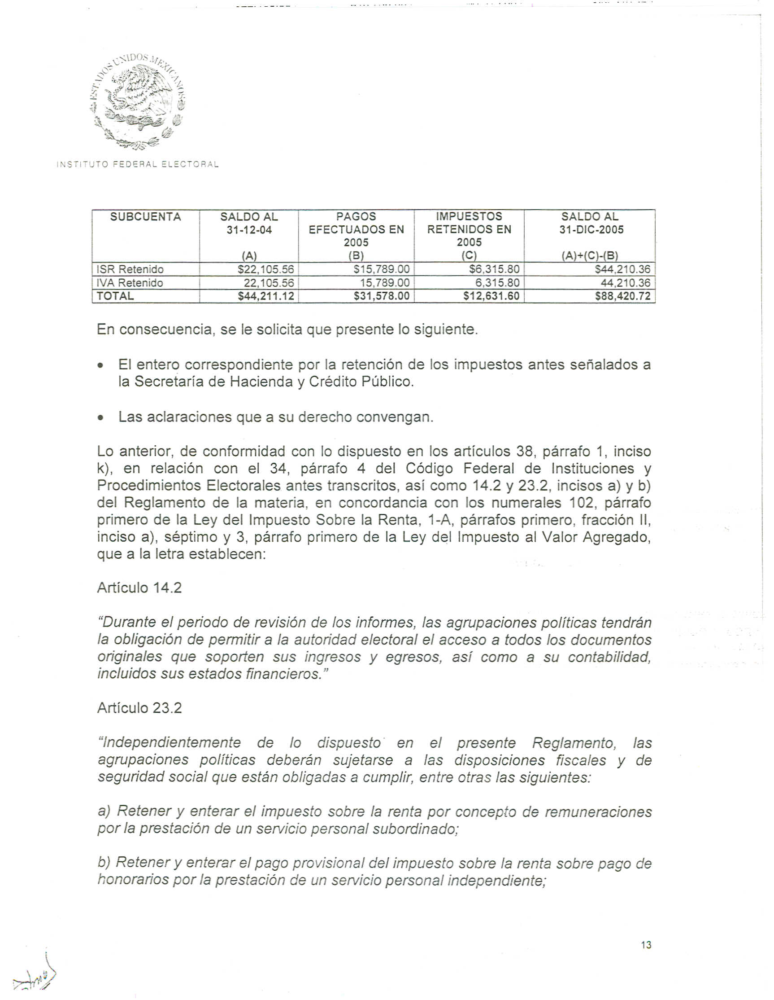 ESTADOS UNIDOS MEXICANOS
INSTITUTO FEDERAL ELECTORAL
SUBCUENTA SALDO AL 31-12-04 (A) PAGOS EFECTUADOS EN 2005 (B) IMPUESTOS RETENIDOS EN 2005 (C) SALDO AL 31-DIC-2005 (A)+(C)-(B)
ISR Retenido $22,105.56 $15,789.00 $6,315.80 $44,210.36
IVA Retenido 22,105.56 15,789.00 6,315.80 44,210.36
TOTAL $44,211.12 $31,578.00 $12,631.60 $88,420.72
En consecuencia, se le solicita que presente lo siguiente.
• El entero correspondiente por la retención de los impuestos antes señalados a
la Secretaría de Hacienda y Crédito Público.
• Las aclaraciones que a su derecho convengan.
Lo anterior, de conformidad con lo dispuesto en los artículos 38, párrafo 1, inciso
k), en relación con el 34, párrafo 4 del Código Federal de Instituciones y
Procedimientos Electorales antes transcritos, así como 14.2 y 23.2, incisos a) y b)
del Reglamento de la materia, en concordancia con los numerales 102, párrafo
primero de la Ley del Impuesto Sobre la Renta, 1-A, párrafos primero, fracción II,
inciso a), séptimo y 3, párrafo primero de la Ley del Impuesto al Valor Agregado,
que a la letra establecen:
Artículo 14.2
“Durante el periodo de revisión de los informes, las agrupaciones políticas tendrán
la obligación de permitir a la autoridad electoral el acceso a todos los documentos
originales que soporten sus ingresos y egresos, así como a su contabilidad,
incluidos sus estados financieros.”
Artículo 23.2
“Independientemente de lo dispuesto en el presente Reglamento, las
agrupaciones políticas deberán sujetarse a las disposiciones fiscales y de
seguridad social que están obligadas a cumplir, entre otras las siguientes:
a) Retener y enterar el impuesto sobre la renta por concepto de remuneraciones
por la prestación de un servicio personal subordinado;
b) Retener y enterar el pago provisional del impuesto sobre la renta sobre pago de
honorarios por la prestación de un servicio personal independiente;
13